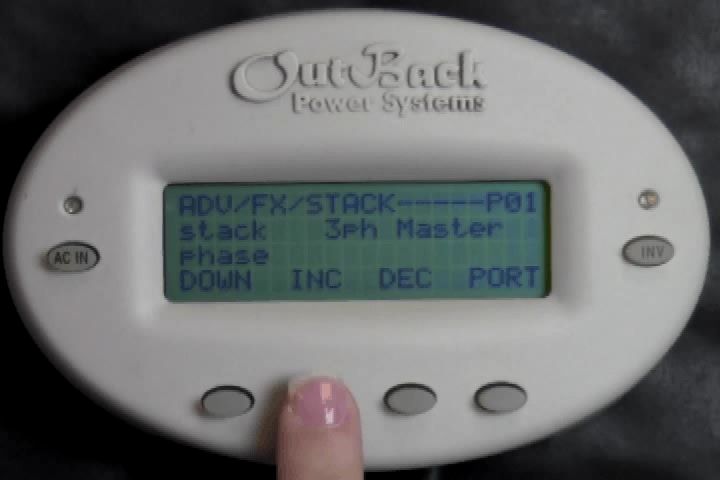 OutBack
Power Systems
ADV/FX/STACK-----P01
stack 3ph Master
phase
DOWN INC DEC PORT
AC IN
INV